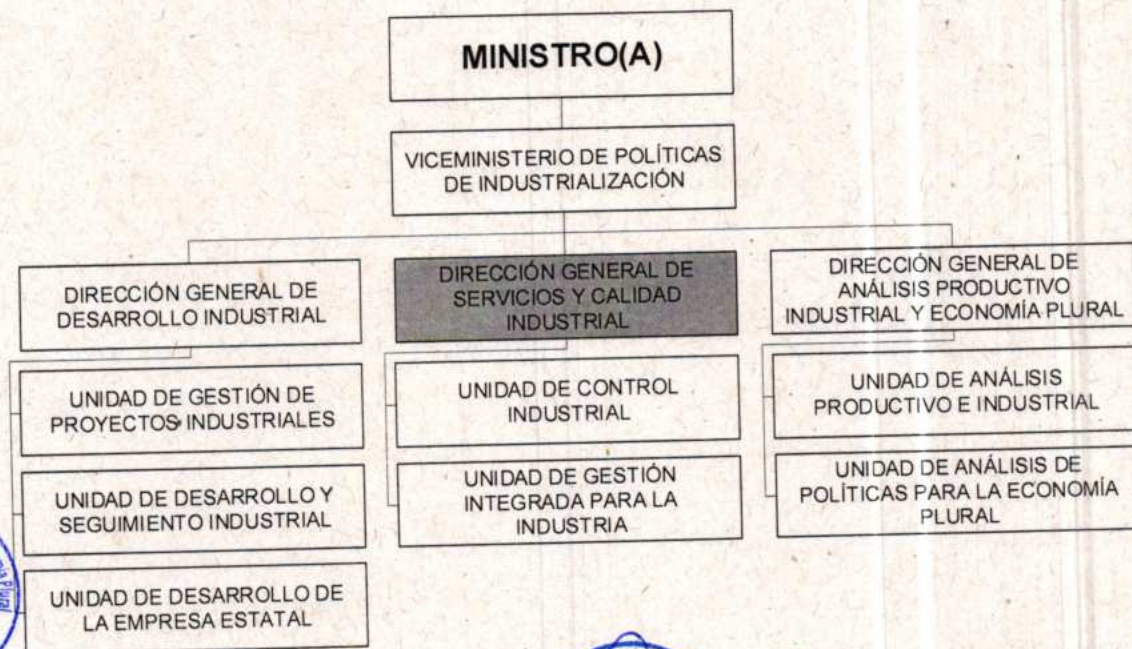 MINISTRO(A)
VICEMINISTERIO DE POLÍTICAS
DE INDUSTRIALIZACIÓN
DIRECCIÓN GENERAL DE
DESARROLLO INDUSTRIAL
UNIDAD DE GESTIÓN DE
PROYECTOS INDUSTRIALES
UNIDAD DE DESARROLLO Y
SEGUIMIENTO INDUSTRIAL
UNIDAD DE DESARROLLO DE
LA EMPRESA ESTATAL
DIRECCIÓN GENERAL DE
SERVICIOS Y CALIDAD
INDUSTRIAL
UNIDAD DE CONTROL
INDUSTRIAL
UNIDAD DE GESTIÓN
INTEGRADA PARA LA
INDUSTRIA
DIRECCIÓN GENERAL DE
ANÁLISIS PRODUCTIVO
INDUSTRIAL Y ECONOMÍA PLURAL
UNIDAD DE ANÁLISIS
PRODUCTIVO E INDUSTRIAL
UNIDAD DE ANÁLISIS DE
POLÍTICAS PARA LA ECONOMÍA
PLURAL
Plural